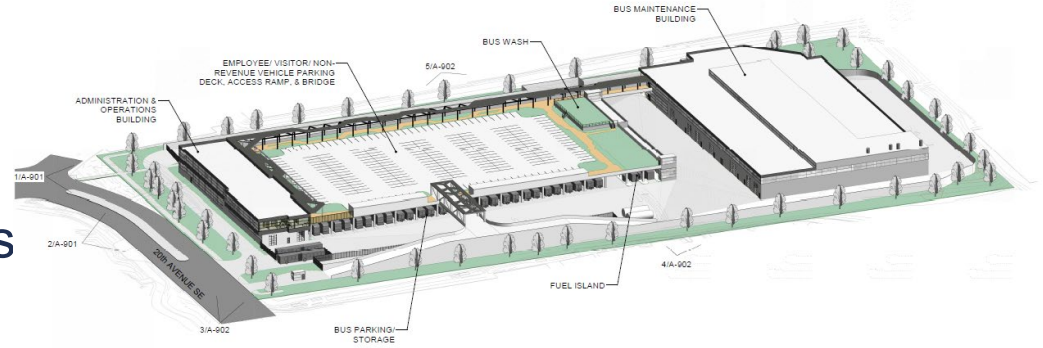 BUS MAINTENANCE
BUILDING
BUS WASH
EMPLOYEE/ VISITOR/ NON-
REVENUE VEHICLE PARKING
DECK, ACCESS RAMP, & BRIDGE
5/A-902
ADMINISTRATION &
OPERATIONS
BUILDING
1/A-901
2/A-901
S
20th AVENUE SE
4/A-902
FUEL ISLAND
3/A-902
BUS PARKING/
STORAGE